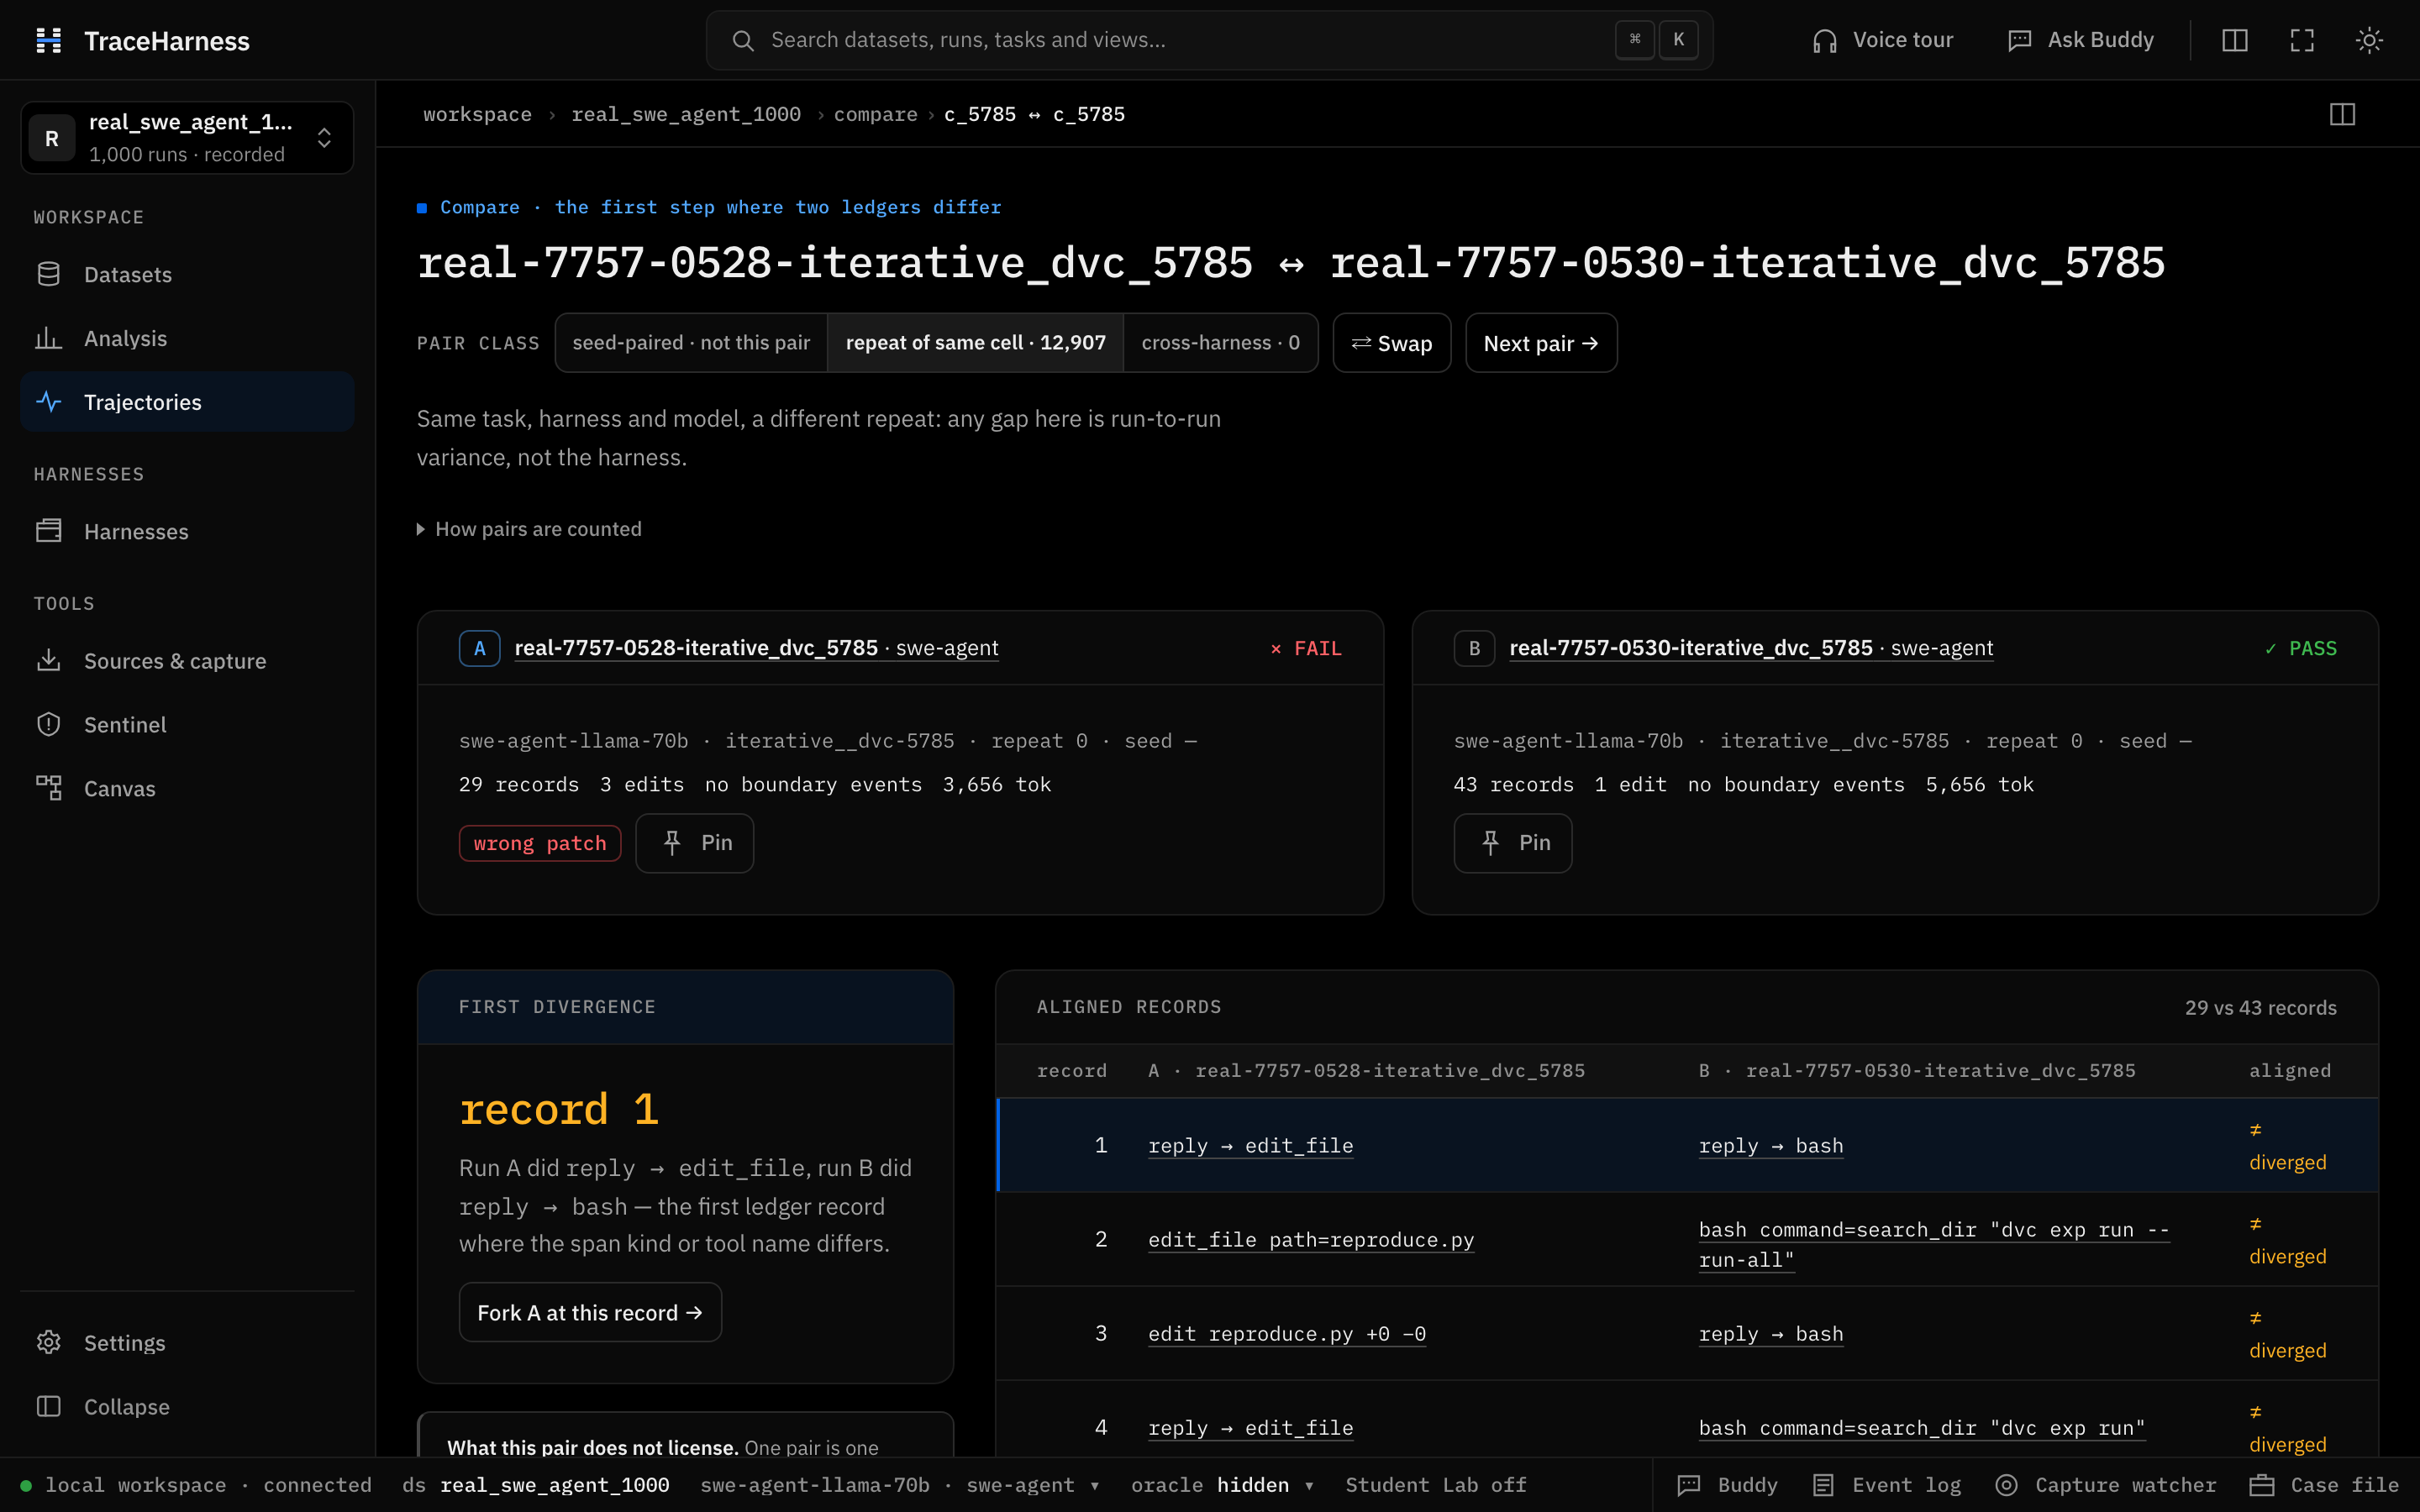 TraceHarness
Search datasets, runs, tasks and views...
⌘ K
Voice tour
Ask Buddy
R
real_swe_agent_1...
1,000 runs · recorded
WORKSPACE
Datasets
Analysis
Trajectories
HARNESSES
Harnesses
TOOLS
Sources & capture
Sentinel
Canvas
Settings
Collapse
workspace › real_swe_agent_1000 › compare › c_5785 ↔ c_5785
Compare · the first step where two ledgers differ
real-7757-0528-iterative_dvc_5785 ↔ real-7757-0530-iterative_dvc_5785
PAIR CLASS
seed-paired · not this pair
repeat of same cell · 12,907
cross-harness · 0
⇄ Swap
Next pair →
Same task, harness and model, a different repeat: any gap here is run-to-run
variance, not the harness.
How pairs are counted
A real-7757-0528-iterative_dvc_5785 · swe-agent × FAIL
swe-agent-llama-70b · iterative__dvc-5785 · repeat 0 · seed —
29 records 3 edits no boundary events 3,656 tok
wrong patch
Pin
B real-7757-0530-iterative_dvc_5785 · swe-agent ✓ PASS
swe-agent-llama-70b · iterative__dvc-5785 · repeat 0 · seed —
43 records 1 edit no boundary events 5,656 tok
Pin
FIRST DIVERGENCE
record 1
Run A did reply → edit_file, run B did
reply → bash — the first ledger record
where the span kind or tool name differs.
Fork A at this record →
What this pair does not license. One pair is one
ALIGNED RECORDS
29 vs 43 records
record A · real-7757-0528-iterative_dvc_5785 B · real-7757-0530-iterative_dvc_5785 aligned
1 reply → edit_file reply → bash ≠
diverged
2 edit_file path=reproduce.py bash command=search_dir "dvc exp run --
run-all" ≠
diverged
3 edit reproduce.py +0 −0 reply → bash ≠
diverged
4 reply → edit_file bash command=search_dir "dvc exp run" ≠
diverged
local workspace · connected
ds real_swe_agent_1000
swe-agent-llama-70b · swe-agent ▾
oracle hidden ▾
Student Lab off
Buddy
Event log
Capture watcher
Case file